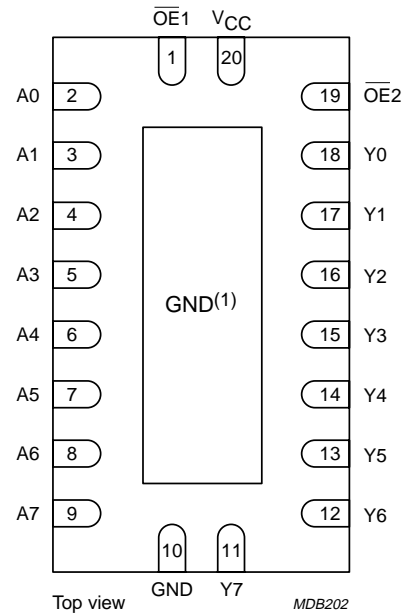 O̅E̅1 VCC
1 20
A0 2 19 O̅E̅2
A1 3 18 Y0
A2 4 17 Y1
A3 5 16 Y2
GND(1)
A4 6 15 Y3
A5 7 14 Y4
A6 8 13 Y5
A7 9 12 Y6
10 11
GND Y7
Top view MDB202